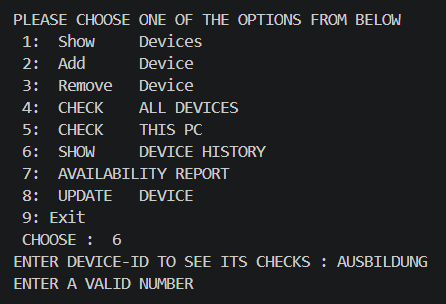 PLEASE CHOOSE ONE OF THE OPTIONS FROM BELOW
1:  Show    Devices
2:  Add     Device
3:  Remove  Device
4:  CHECK   ALL DEVICES
5:  CHECK   THIS PC
6:  SHOW    DEVICE HISTORY
7:  AVAILABILITY REPORT
8:  UPDATE  DEVICE
9: Exit
CHOOSE :  6
ENTER DEVICE-ID TO SEE ITS CHECKS : AUSBILDUNG
ENTER A VALID NUMBER